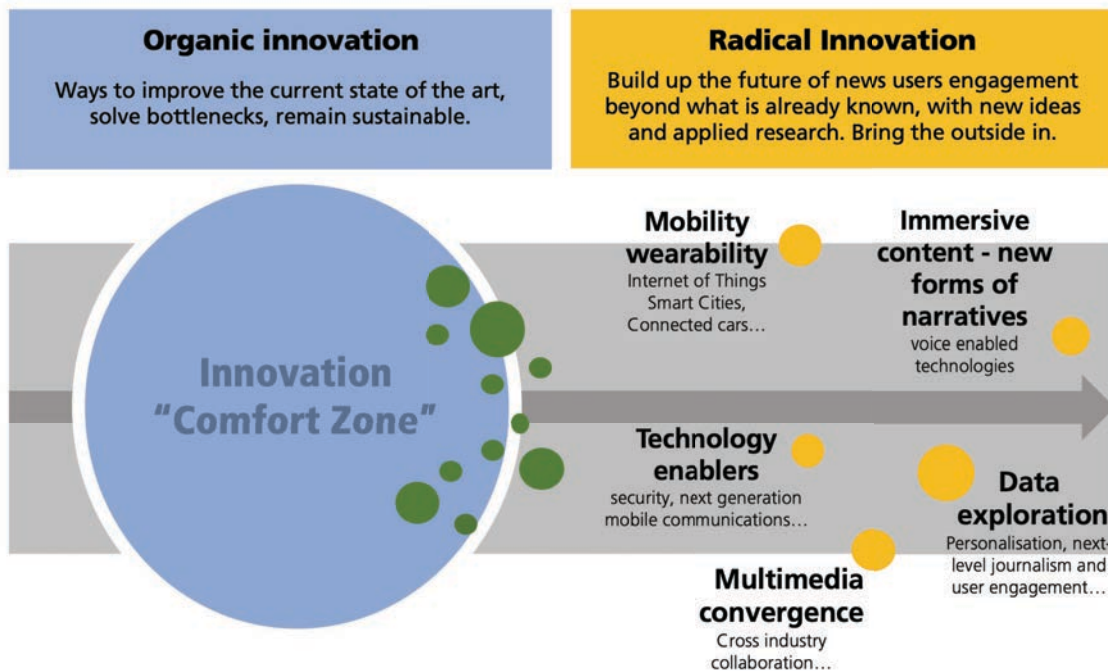 Organic innovation
Ways to improve the current state of the art,
solve bottlenecks, remain sustainable.
Radical Innovation
Build up the future of news users engagement
beyond what is already known, with new ideas
and applied research. Bring the outside in.
Innovation
“Comfort Zone”
Mobility
wearability
Internet of Things
Smart Cities,
Connected cars...
Immersive
content - new
forms of
narratives
voice enabled
technologies
Technology
enablers
security, next generation
mobile communications...
Data
exploration
Personalisation, next-
level journalism and
user engagement...
Multimedia
convergence
Cross industry
collaboration...